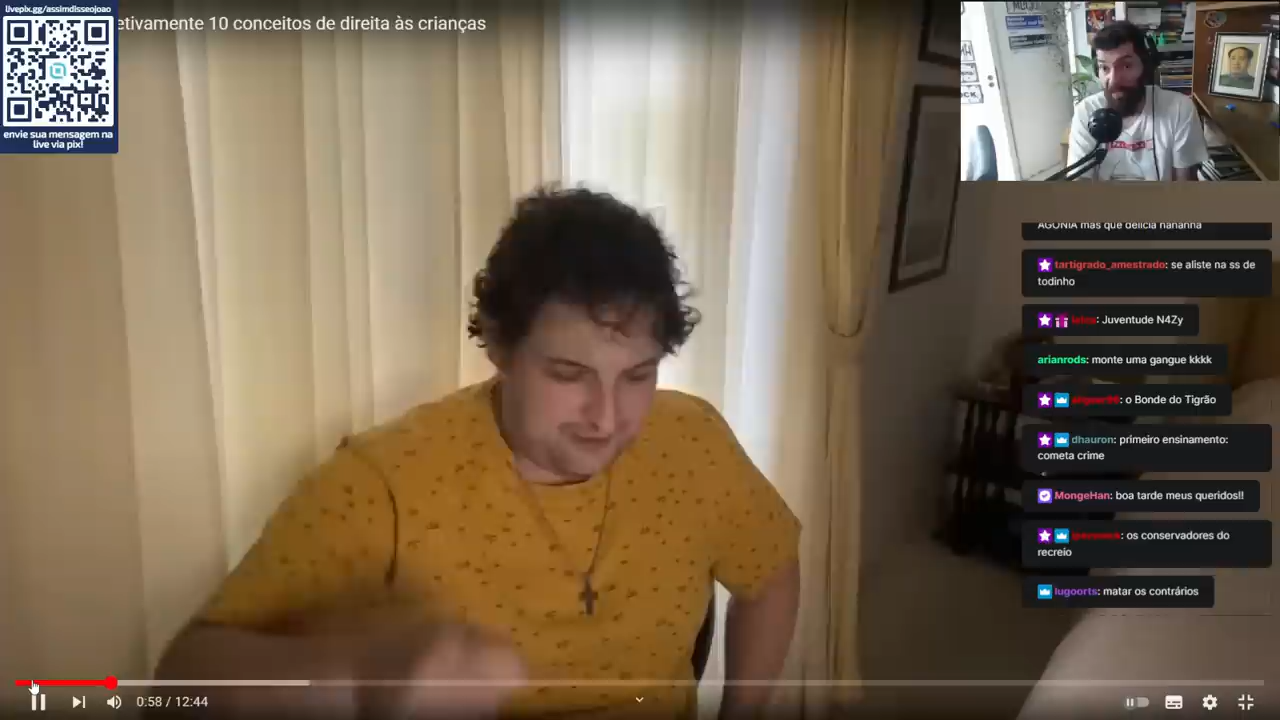 livepix.gg/assimdisseojoao
etivamente 10 conceitos de direita às crianças
envie sua mensagem na
live via pix!
AGONIA mas que delicia hahahha
tartigrado_amestrado: se aliste na ss de
todinho
: Juventude N4Zy
arianrods: monte uma gangue kkkk
: o Bonde do Tigrão
dhauron: primeiro ensinamento:
cometa crime
MongeHan: boa tarde meus queridos!!
: os conservadores do
recreio
lugoorts: matar os contrários
0:58 / 12:44